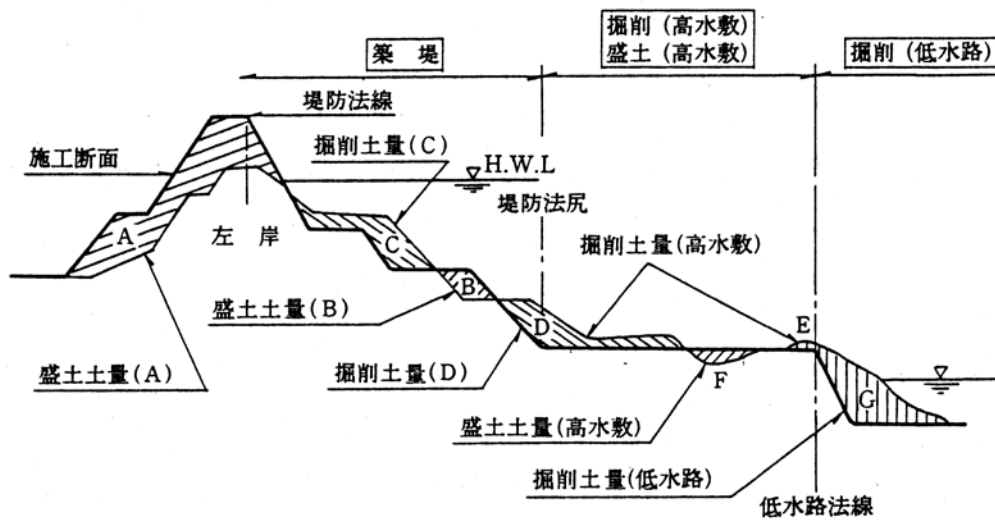 築 堤
掘削 (高水敷)
盛土 (高水敷)
掘削 (低水路)
堤防法線
掘削土量(C)
施工断面
H.W.L
堤防法尻
A
左 岸
C
掘削土量(高水敷)
B
盛土土量(B)
D
E
盛土土量(A)
掘削土量(D)
F
G
盛土土量(高水敷)
掘削土量(低水路)
低水路法線